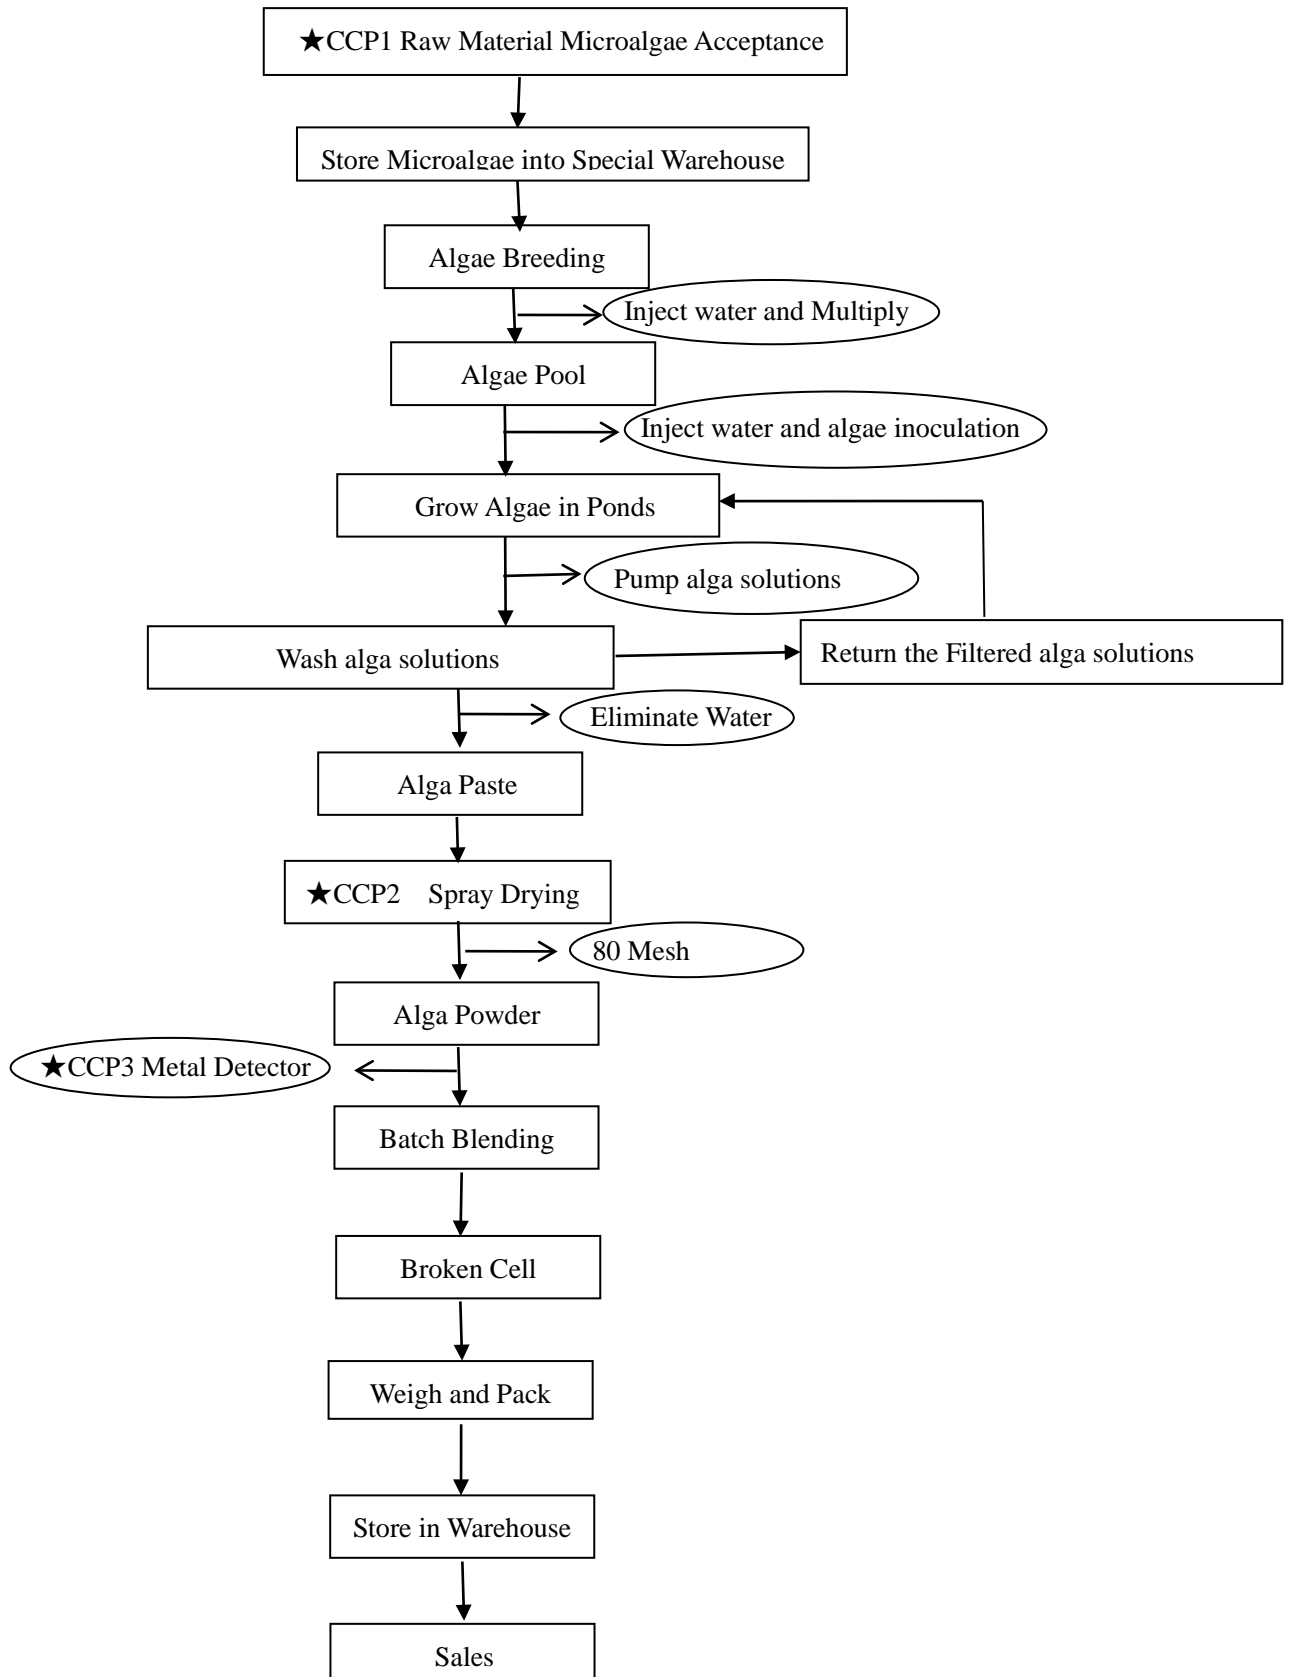 ★CCP1 Raw Material Microalgae Acceptance
Store Microalgae into Special Warehouse
Algae Breeding
Inject water and Multiply
Algae Pool
Inject water and algae inoculation
Grow Algae in Ponds
Pump alga solutions
Wash alga solutions
Return the Filtered alga solutions
Eliminate Water
Alga Paste
★CCP2 Spray Drying
80 Mesh
Alga Powder
★CCP3 Metal Detector
Batch Blending
Broken Cell
Weigh and Pack
Store in Warehouse
Sales